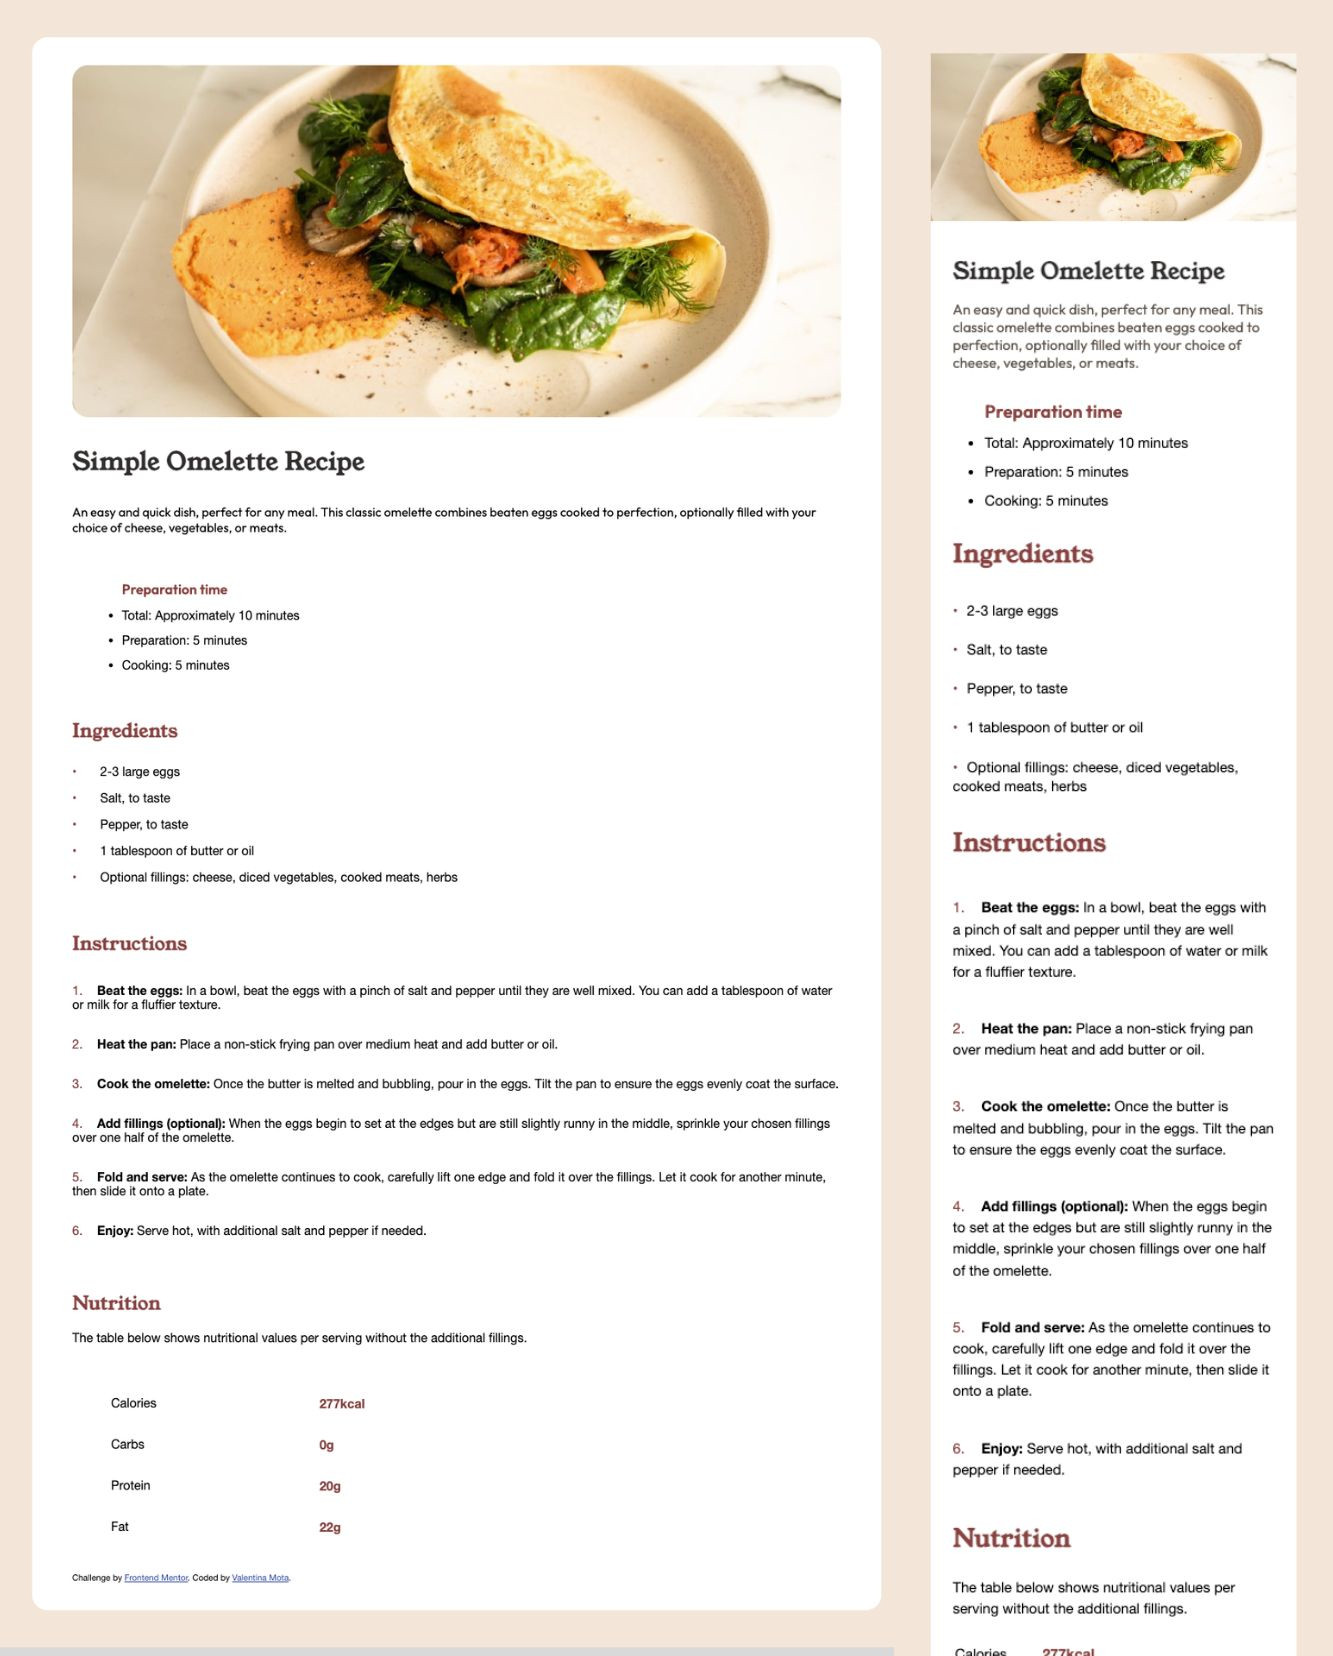 Simple Omelette Recipe
An easy and quick dish, perfect for any meal. This classic omelette combines beaten eggs cooked to perfection, optionally filled with your
choice of cheese, vegetables, or meats.
Preparation time
• Total: Approximately 10 minutes
• Preparation: 5 minutes
• Cooking: 5 minutes
Ingredients
• 2-3 large eggs
• Salt, to taste
• Pepper, to taste
• 1 tablespoon of butter or oil
• Optional fillings: cheese, diced vegetables, cooked meats, herbs
Instructions
1. Beat the eggs: In a bowl, beat the eggs with a pinch of salt and pepper until they are well mixed. You can add a tablespoon of water
or milk for a fluffier texture.
2. Heat the pan: Place a non-stick frying pan over medium heat and add butter or oil.
3. Cook the omelette: Once the butter is melted and bubbling, pour in the eggs. Tilt the pan to ensure the eggs evenly coat the surface.
4. Add fillings (optional): When the eggs begin to set at the edges but are still slightly runny in the middle, sprinkle your chosen fillings
over one half of the omelette.
5. Fold and serve: As the omelette continues to cook, carefully lift one edge and fold it over the fillings. Let it cook for another minute,
then slide it onto a plate.
6. Enjoy: Serve hot, with additional salt and pepper if needed.
Nutrition
The table below shows nutritional values per serving without the additional fillings.
Calories 277kcal
Carbs 0g
Protein 20g
Fat 22g
Challenge by Frontend Mentor. Coded by Valentina Mota.
Simple Omelette Recipe
An easy and quick dish, perfect for any meal. This
classic omelette combines beaten eggs cooked to
perfection, optionally filled with your choice of
cheese, vegetables, or meats.
Preparation time
• Total: Approximately 10 minutes
• Preparation: 5 minutes
• Cooking: 5 minutes
Ingredients
• 2-3 large eggs
• Salt, to taste
• Pepper, to taste
• 1 tablespoon of butter or oil
• Optional fillings: cheese, diced vegetables,
cooked meats, herbs
Instructions
1. Beat the eggs: In a bowl, beat the eggs with
a pinch of salt and pepper until they are well
mixed. You can add a tablespoon of water or milk
for a fluffier texture.
2. Heat the pan: Place a non-stick frying pan
over medium heat and add butter or oil.
3. Cook the omelette: Once the butter is
melted and bubbling, pour in the eggs. Tilt the pan
to ensure the eggs evenly coat the surface.
4. Add fillings (optional): When the eggs begin
to set at the edges but are still slightly runny in the
middle, sprinkle your chosen fillings over one half
of the omelette.
5. Fold and serve: As the omelette continues to
cook, carefully lift one edge and fold it over the
fillings. Let it cook for another minute, then slide it
onto a plate.
6. Enjoy: Serve hot, with additional salt and
pepper if needed.
Nutrition
The table below shows nutritional values per
serving without the additional fillings.
Calories 277kcal